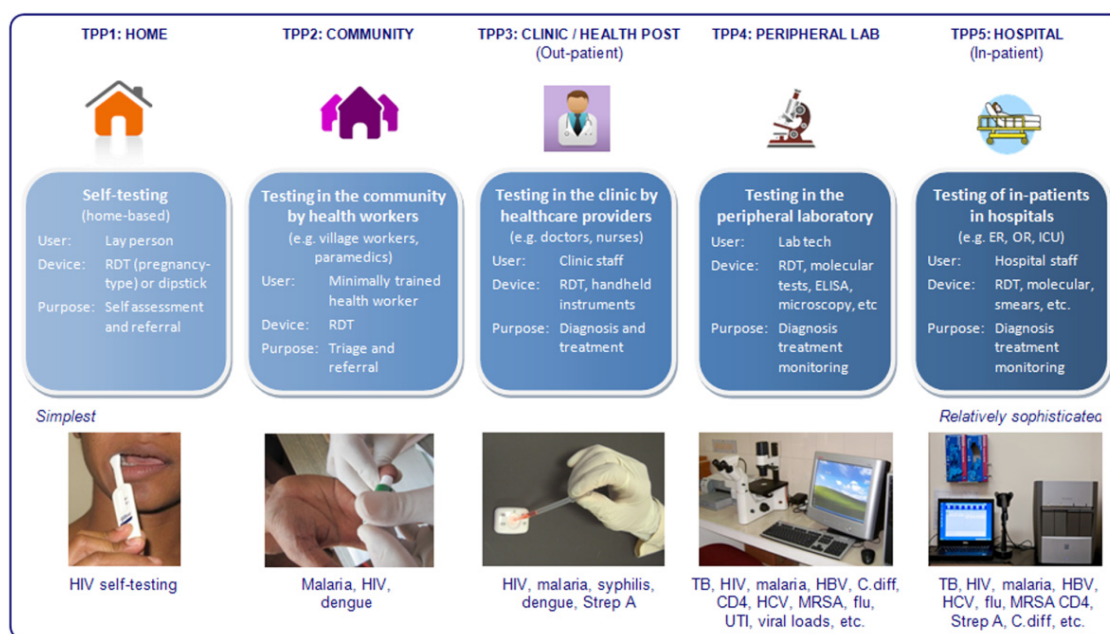 TPP1: HOME
TPP2: COMMUNITY
TPP3: CLINIC / HEALTH POST
(Out-patient)
TPP4: PERIPHERAL LAB
TPP5: HOSPITAL
(In-patient)
Self-testing
(home-based)
User: Lay person
Device: RDT (pregnancy-
type) or dipstick
Purpose: Self assessment
and referral
Testing in the community
by health workers
(e.g. village workers,
paramedics)
User: Minimally trained
health worker
Device: RDT
Purpose: Triage and
referral
Testing in the clinic by
healthcare providers
(e.g. doctors, nurses)
User: Clinic staff
Device: RDT, handheld
instruments
Purpose: Diagnosis and
treatment
Testing in the
peripheral laboratory
User: Lab tech
Device: RDT, molecular
tests, ELISA,
microscopy, etc
Purpose: Diagnosis
treatment
monitoring
Testing of in-patients
in hospitals
(e.g. ER, OR, ICU)
User: Hospital staff
Device: RDT, molecular,
smears, etc.
Purpose: Diagnosis
treatment
monitoring
Simplest
Relatively sophisticated
HIV self-testing
Malaria, HIV,
dengue
HIV, malaria, syphilis,
dengue, Strep A
TB, HIV, malaria, HBV, C.diff,
CD4, HCV, MRSA, flu,
UTI, viral loads, etc.
TB, HIV, malaria, HBV,
HCV, flu, MRSA CD4,
Strep A, C.diff, etc.